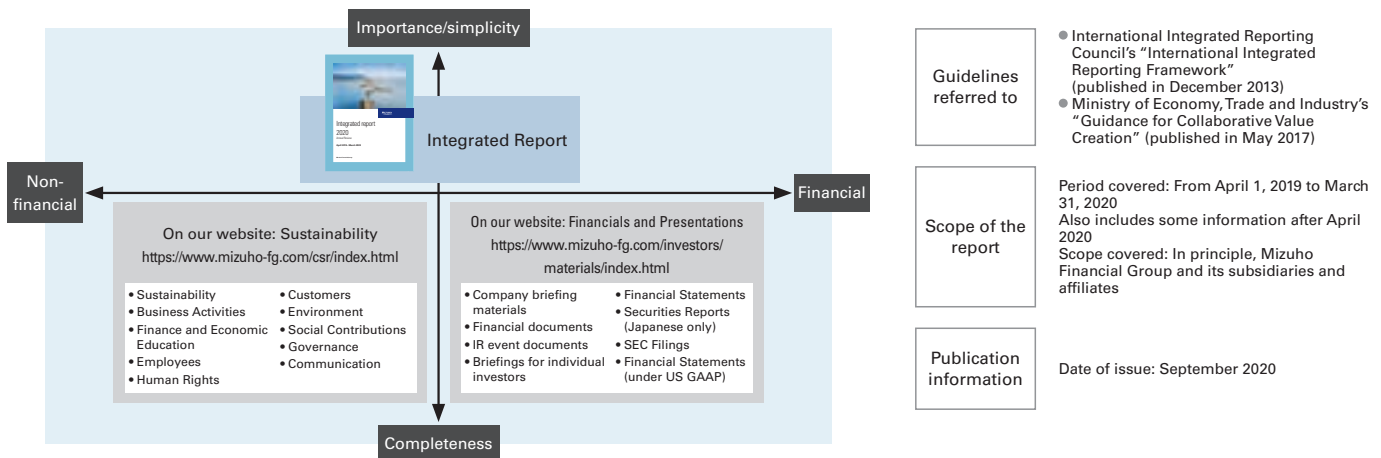 Importance/simplicity
Integrated report
2020
Integrated Report
Non-
financial
Financial
On our website: Sustainability
https://www.mizuho-fg.com/csr/index.html
• Sustainability
• Business Activities
• Finance and Economic
Education
• Employees
• Human Rights
• Customers
• Environment
• Social Contributions
• Governance
• Communication
On our website: Financials and Presentations
https://www.mizuho-fg.com/investors/
materials/index.html
• Company briefing
materials
• Financial documents
• IR event documents
• Briefings for individual
investors
• Financial Statements
• Securities Reports
(Japanese only)
• SEC Filings
• Financial Statements
(under US GAAP)
Completeness
Guidelines
referred to
● International Integrated Reporting
Council's “International Integrated
Reporting Framework”
(published in December 2013)
● Ministry of Economy, Trade and Industry's
“Guidance for Collaborative Value
Creation” (published in May 2017)
Scope of the
report
Period covered: From April 1, 2019 to March
31, 2020
Also includes some information after April
2020
Scope covered: In principle, Mizuho
Financial Group and its subsidiaries and
affiliates
Publication
information
Date of issue: September 2020